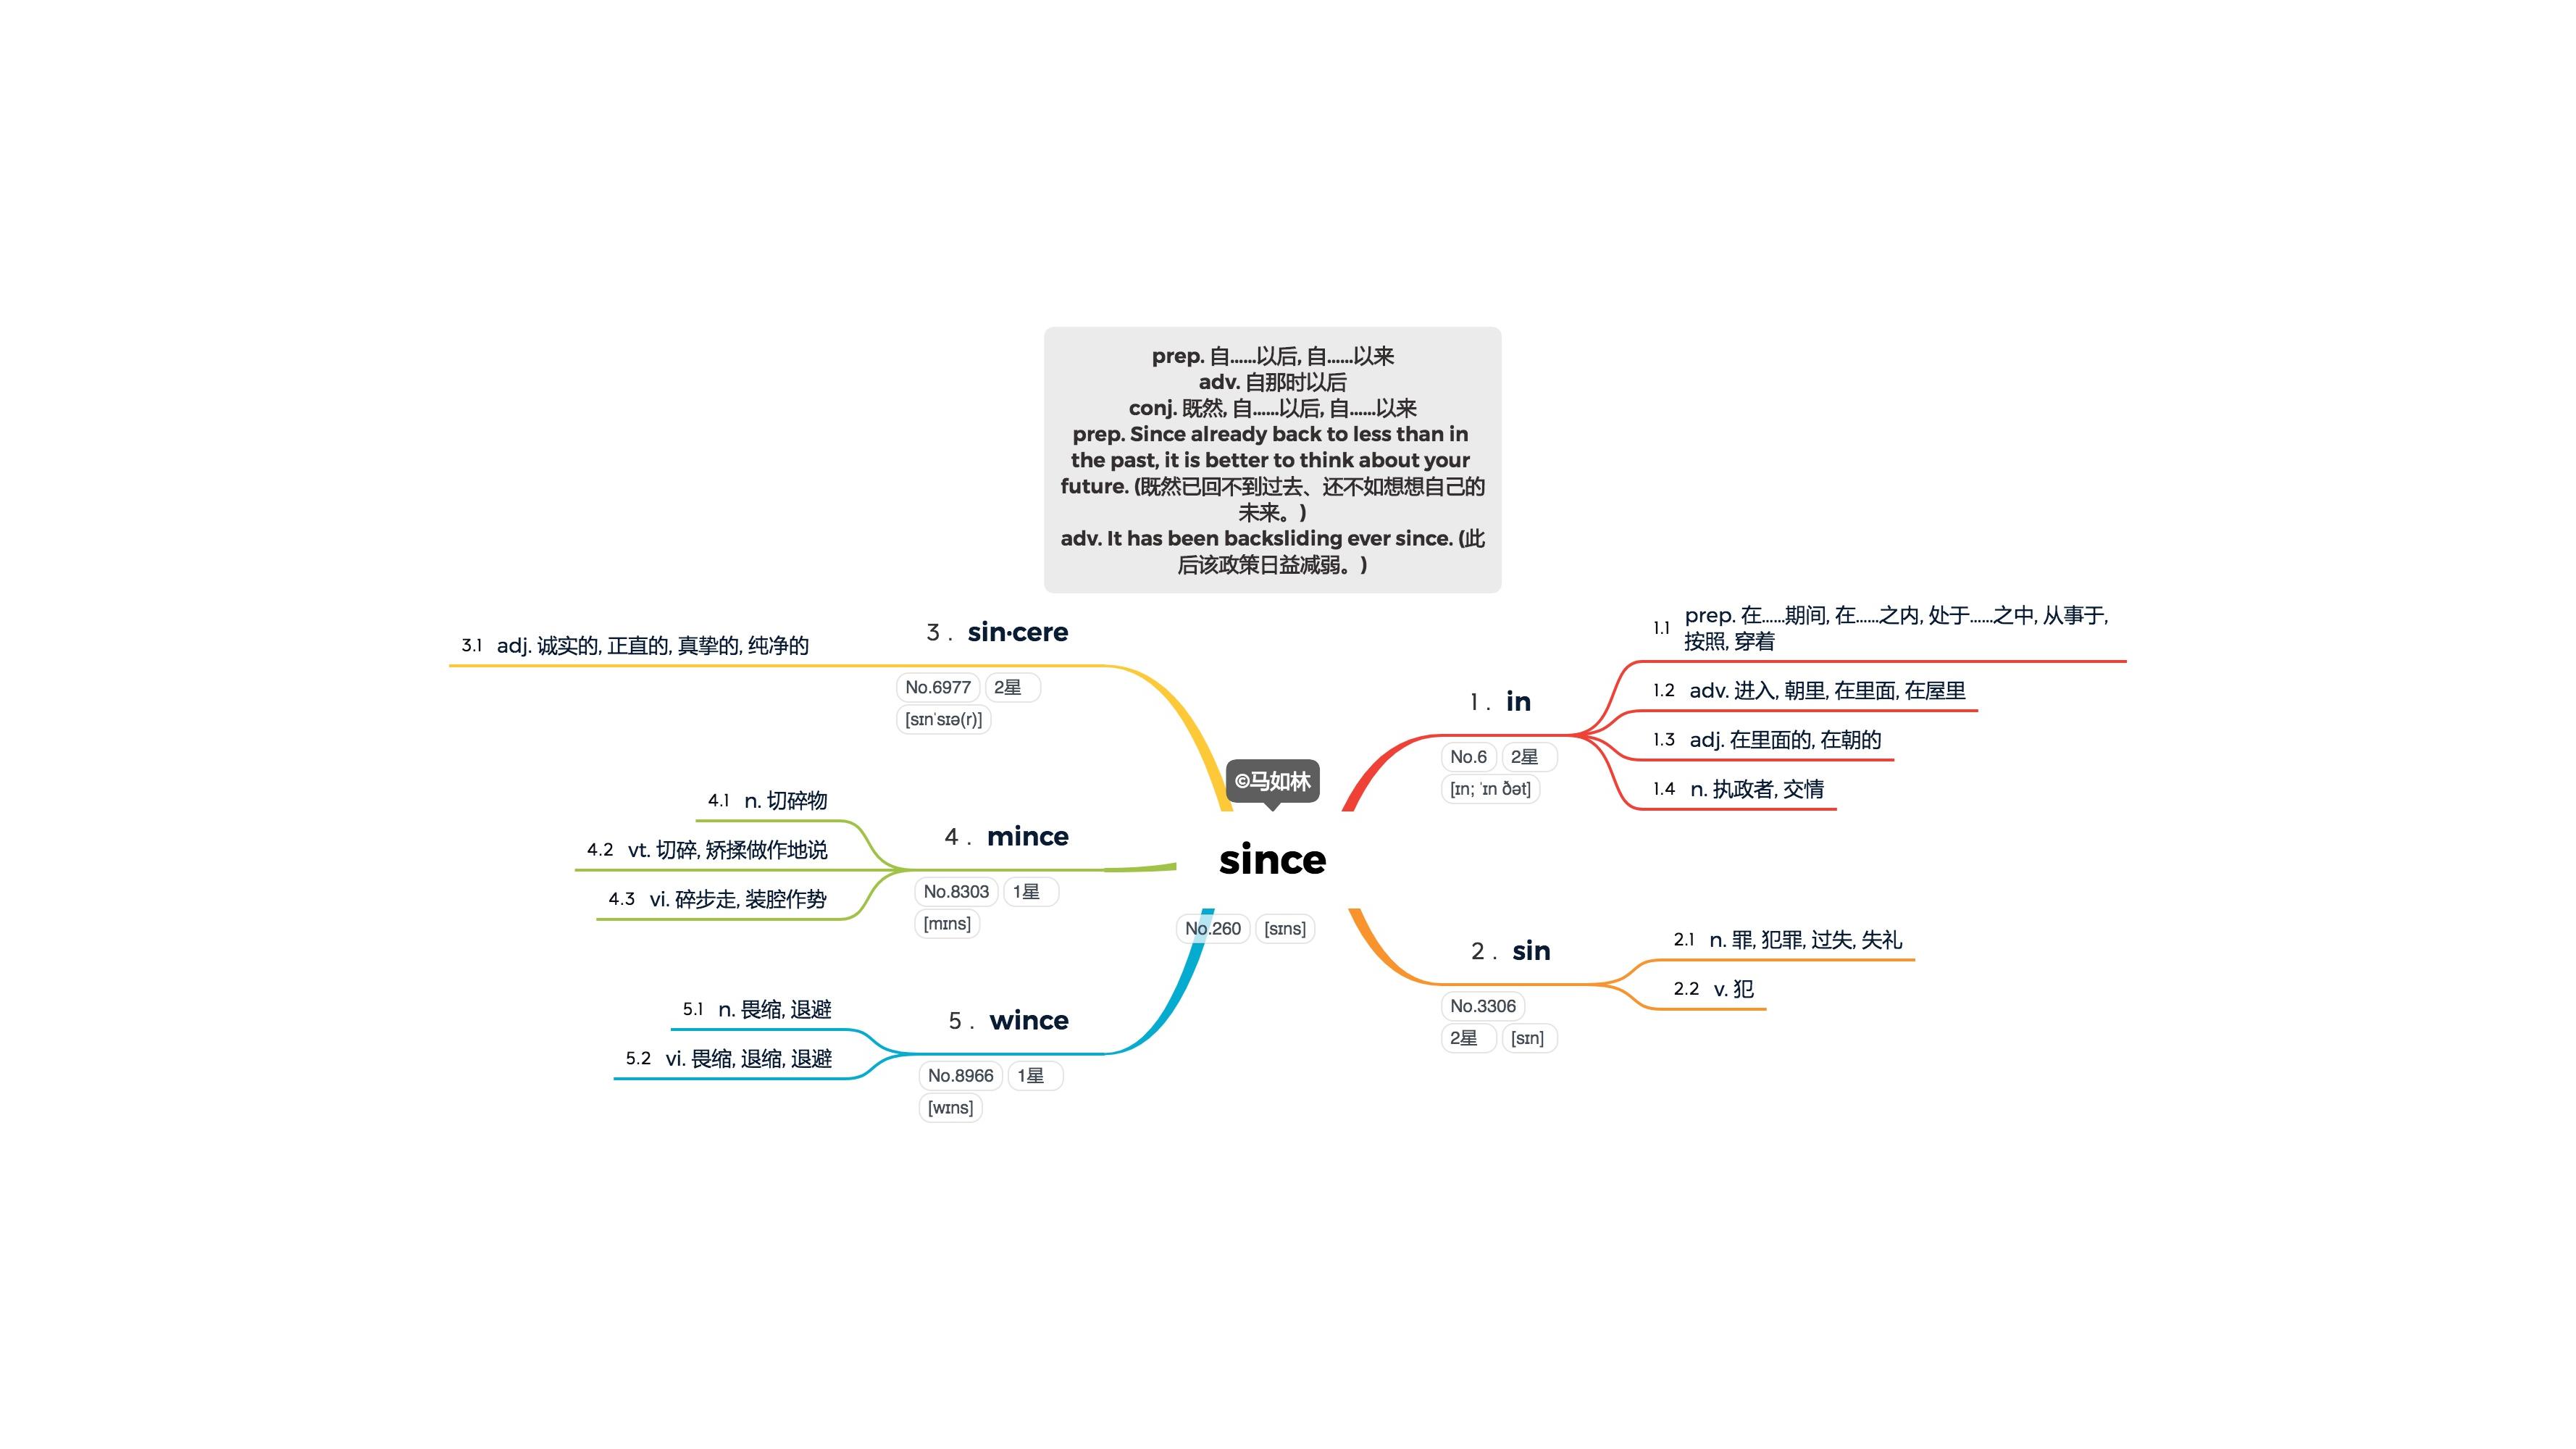 prep. 自……以后, 自……以来
adv. 自那时以后
conj. 既然, 自……以后, 自……以来
prep. Since already back to less than in
the past, it is better to think about your
future. (既然已回不到过去、还不如想想自己的
未来。)
adv. It has been backsliding ever since. (此
后该政策日益减弱。)
©马如林
since
No.260 [sɪns]
1. in
No.6 2星
[ɪn; ˈɪn ðət]
1.1 prep. 在……期间, 在……之内, 处于……之中, 从事于,
按照, 穿着
1.2 adv. 进入, 朝里, 在里面, 在屋里
1.3 adj. 在里面的, 在朝的
1.4 n. 执政者, 交情
2. sin
No.3306
2星 [sɪn]
2.1 n. 罪, 犯罪, 过失, 失礼
2.2 v. 犯
3. sin·cere
No.6977 2星
[sɪnˈsɪə(r)]
3.1 adj. 诚实的, 正直的, 真挚的, 纯净的
4. mince
No.8303 1星
[mɪns]
4.1 n. 切碎物
4.2 vt. 切碎, 矫揉做作地说
4.3 vi. 碎步走, 装腔作势
5. wince
No.8966 1星
[wɪns]
5.1 n. 畏缩, 退避
5.2 vi. 畏缩, 退缩, 退避